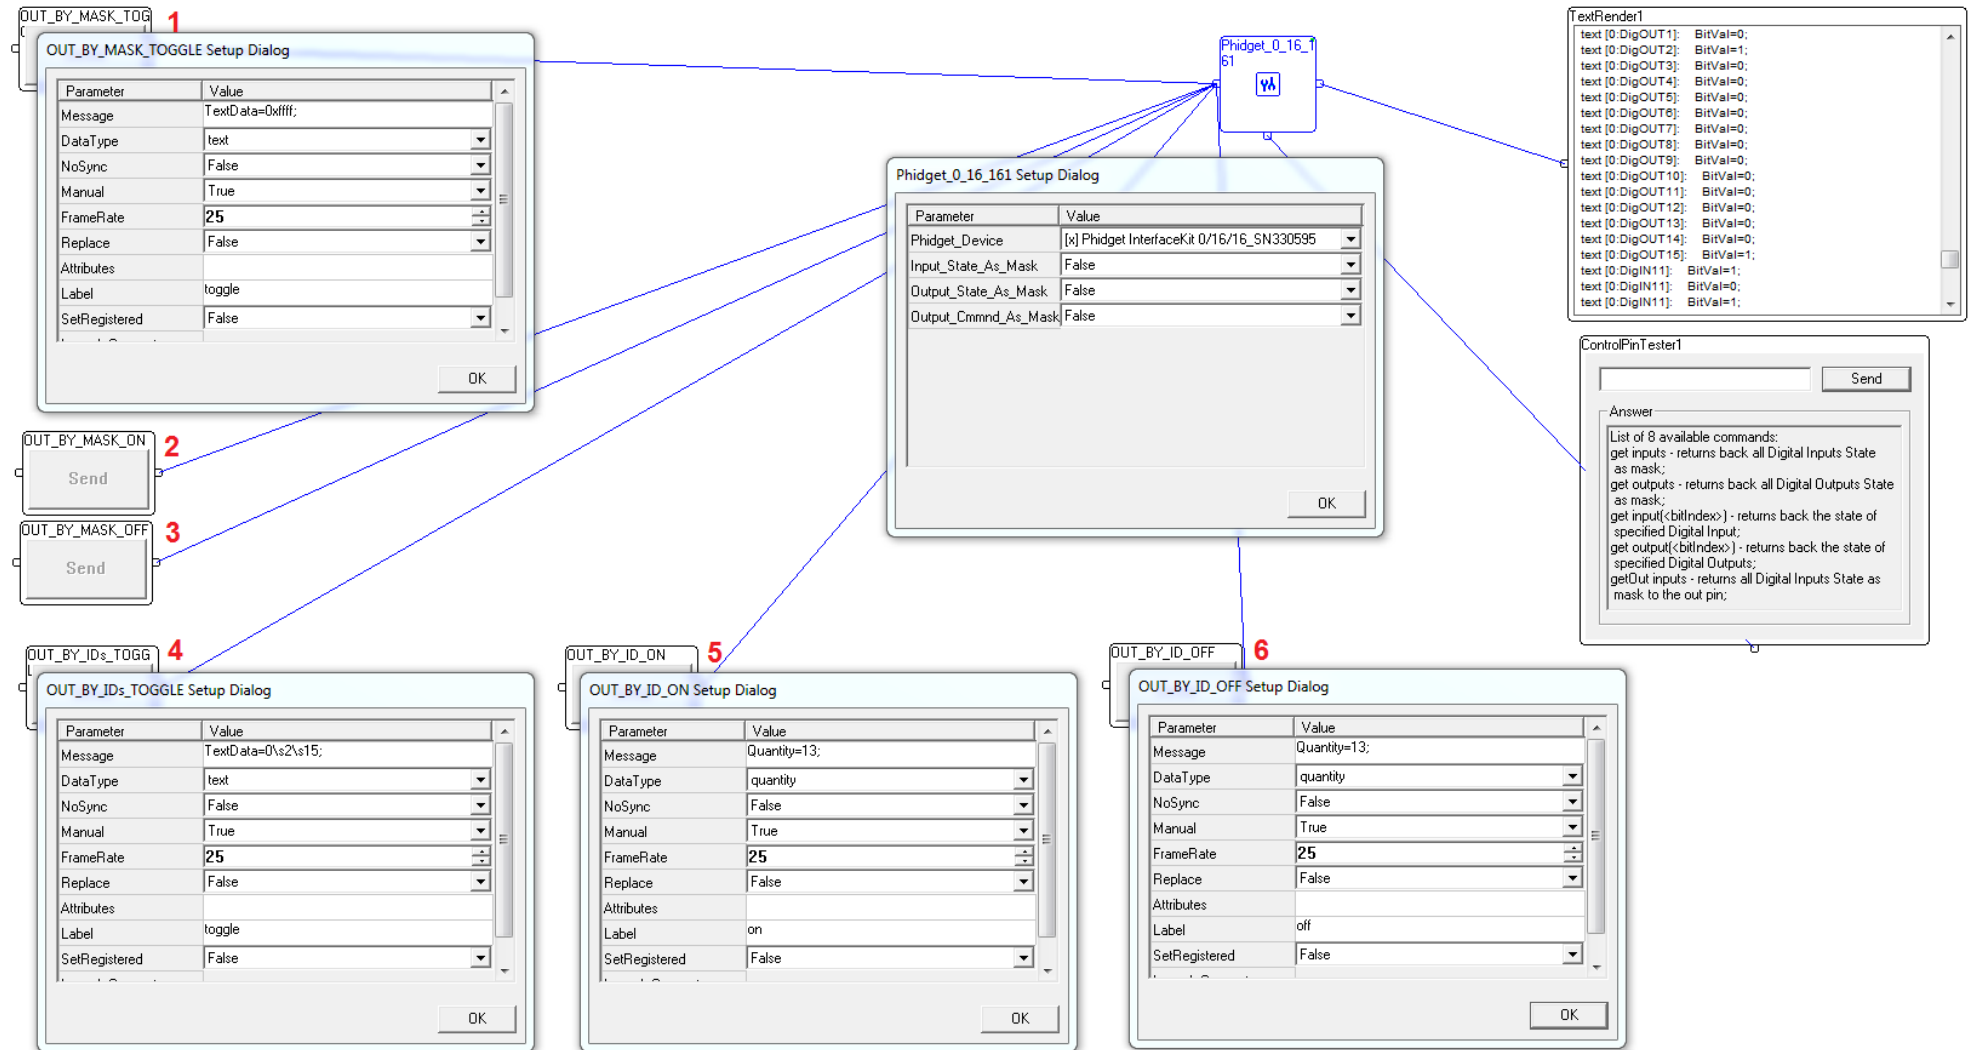 OUT_BY_MASK_TOG
1
OUT_BY_MASK_TOGGLE Setup Dialog
Parameter Value
Message TextData=0xffff;
DataType text
NoSync False
Manual True
FrameRate 25
Replace False
Attributes
Label toggle
SetRegistered False
OK
Phidget_0_16_1
61
TextRender1
text [0:DigOUT1]: BitVal=0;
text [0:DigOUT2]: BitVal=1;
text [0:DigOUT3]: BitVal=0;
text [0:DigOUT4]: BitVal=0;
text [0:DigOUT5]: BitVal=0;
text [0:DigOUT6]: BitVal=0;
text [0:DigOUT7]: BitVal=0;
text [0:DigOUT8]: BitVal=0;
text [0:DigOUT9]: BitVal=0;
text [0:DigOUT10]: BitVal=0;
text [0:DigOUT11]: BitVal=0;
text [0:DigOUT12]: BitVal=0;
text [0:DigOUT13]: BitVal=0;
text [0:DigOUT14]: BitVal=0;
text [0:DigOUT15]: BitVal=1;
text [0:DigIN11]: BitVal=1;
text [0:DigIN11]: BitVal=0;
text [0:DigIN11]: BitVal=1;
Phidget_0_16_161 Setup Dialog
Parameter Value
Phidget_Device [x] Phidget InterfaceKit 0/16/16_SN330595
Input_State_As_Mask False
Output_State_As_Mask False
Output_Cmmnd_As_Mask False
OK
ControlPinTester1
Send
Answer
List of 8 available commands:
get inputs - returns back all Digital Inputs State
as mask;
get outputs - returns back all Digital Outputs State
as mask;
get input(<bitIndex>) - returns back the state of
specified Digital Input;
get output(<bitIndex>) - returns back the state of
specified Digital Outputs;
getOut inputs - returns all Digital Inputs State as
mask to the out pin;
OUT_BY_MASK_ON
2
Send
OUT_BY_MASK_OFF
3
Send
OUT_BY_IDs_TOGG
4
OUT_BY_IDs_TOGGLE Setup Dialog
Parameter Value
Message TextData=0\s2\s15;
DataType text
NoSync False
Manual True
FrameRate 25
Replace False
Attributes
Label toggle
SetRegistered False
OK
OUT_BY_ID_ON
5
OUT_BY_ID_ON Setup Dialog
Parameter Value
Message Quantity=13;
DataType quantity
NoSync False
Manual True
FrameRate 25
Replace False
Attributes
Label on
SetRegistered False
OK
OUT_BY_ID_OFF
6
OUT_BY_ID_OFF Setup Dialog
Parameter Value
Message Quantity=13;
DataType quantity
NoSync False
Manual True
FrameRate 25
Replace False
Attributes
Label off
SetRegistered False
OK